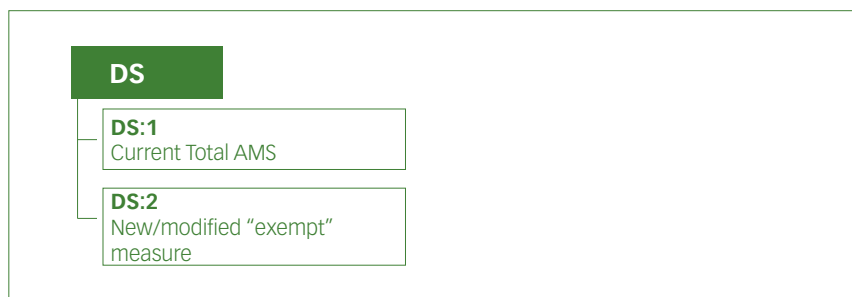 DS
DS:1
Current Total AMS
DS:2
New/modified “exempt”
measure